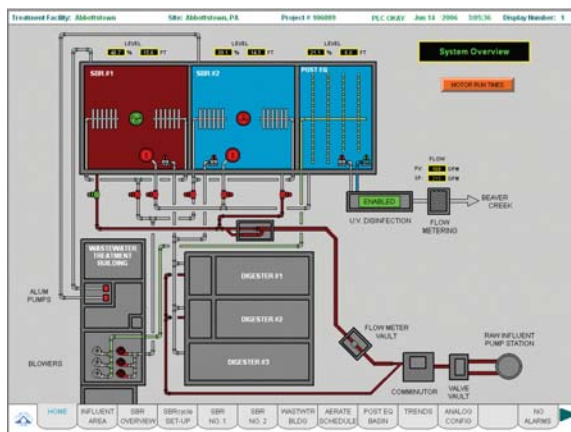 Treatment Facility: Abbottstown Site: Abbottstown, PA Project # 906089 PLC OKAY Jun 14 2006 Display Number: 1
LEVEL LEVEL LEVEL
% FT % FT % FT
System Overview
SBR #1 SBR #2 POST EQ
MOTOR RUN TIMES
FLOW
PV: GPM
SP: GPM
ENABLED
BEAVER
CREEK
U.V. DISINFECTION
FLOW
METERING
WASTEWATER
TREATMENT
BUILDING
ALUM
PUMPS
BLOWERS
DIGESTER #1
DIGESTER #2
DIGESTER #3
FLOW METER
VAULT
RAW INFLUENT
PUMP STATION
COMMINUTOR
VALVE
VAULT
HOME
INFLUENT
AREA
SBR
OVERVIEW
SBRcycle
SET-UP
SBR
NO. 1
SBR
NO. 2
WASTWTR
BLDG
AERATE
SCHEDULE
POST EQ
BASIN
TRENDS
ANALOG
CONFIG
NO
ALARMS